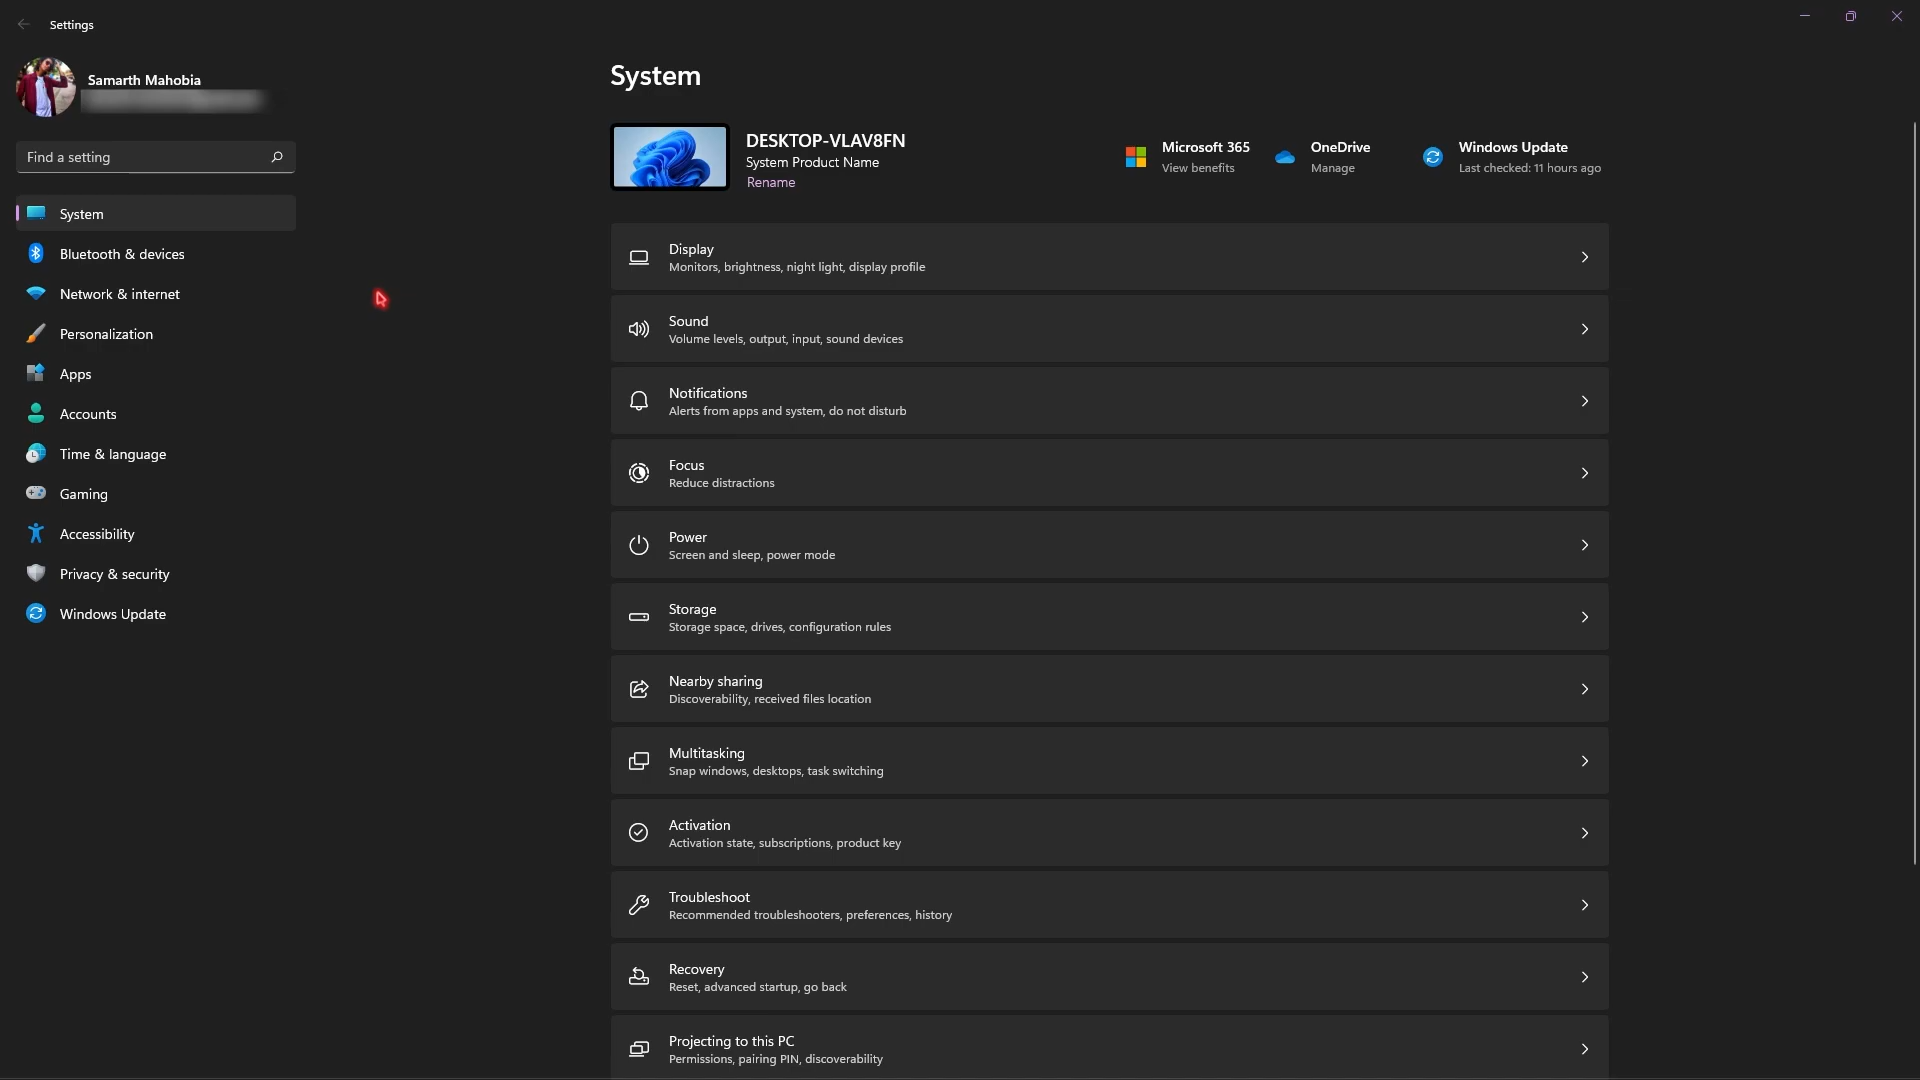 Settings
Samarth Mahobia
Find a setting
System
Bluetooth & devices
Network & internet
Personalization
Apps
Accounts
Time & language
Gaming
Accessibility
Privacy & security
Windows Update
System
DESKTOP-VLAV8FN
System Product Name
Rename
Microsoft 365
View benefits
OneDrive
Manage
Windows Update
Last checked: 11 hours ago
Display
Monitors, brightness, night light, display profile
Sound
Volume levels, output, input, sound devices
Notifications
Alerts from apps and system, do not disturb
Focus
Reduce distractions
Power
Screen and sleep, power mode
Storage
Storage space, drives, configuration rules
Nearby sharing
Discoverability, received files location
Multitasking
Snap windows, desktops, task switching
Activation
Activation state, subscriptions, product key
Troubleshoot
Recommended troubleshooters, preferences, history
Recovery
Reset, advanced startup, go back
Projecting to this PC
Permissions, pairing PIN, discoverability